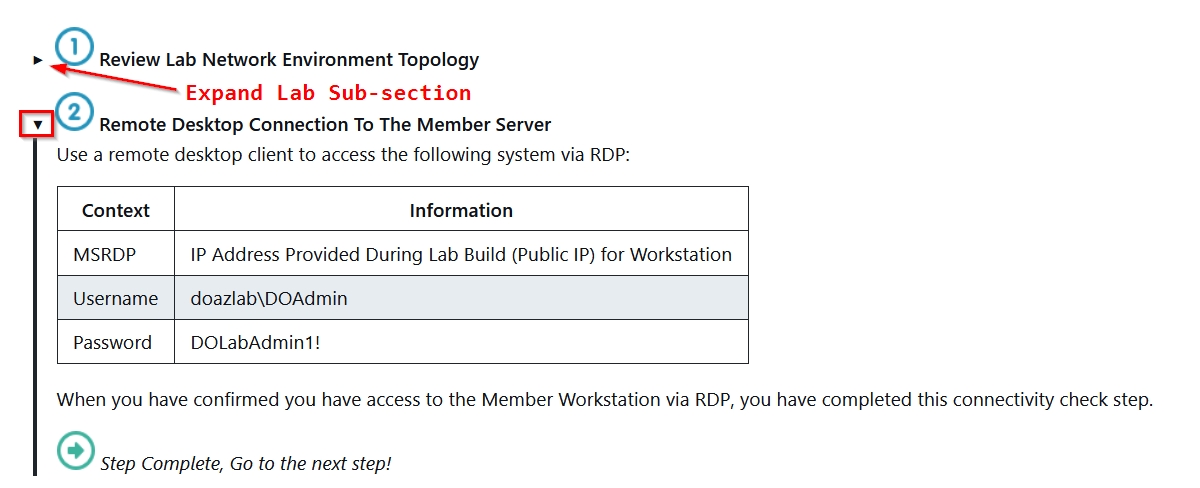 1
Review Lab Network Environment Topology
Expand Lab Sub-section
2
Remote Desktop Connection To The Member Server
Use a remote desktop client to access the following system via RDP:
Context Information
MSRDP IP Address Provided During Lab Build (Public IP) for Workstation
Username doazlab\DOAdmin
Password DOLabAdmin1!
When you have confirmed you have access to the Member Workstation via RDP, you have completed this connectivity check step.
Step Complete, Go to the next step!